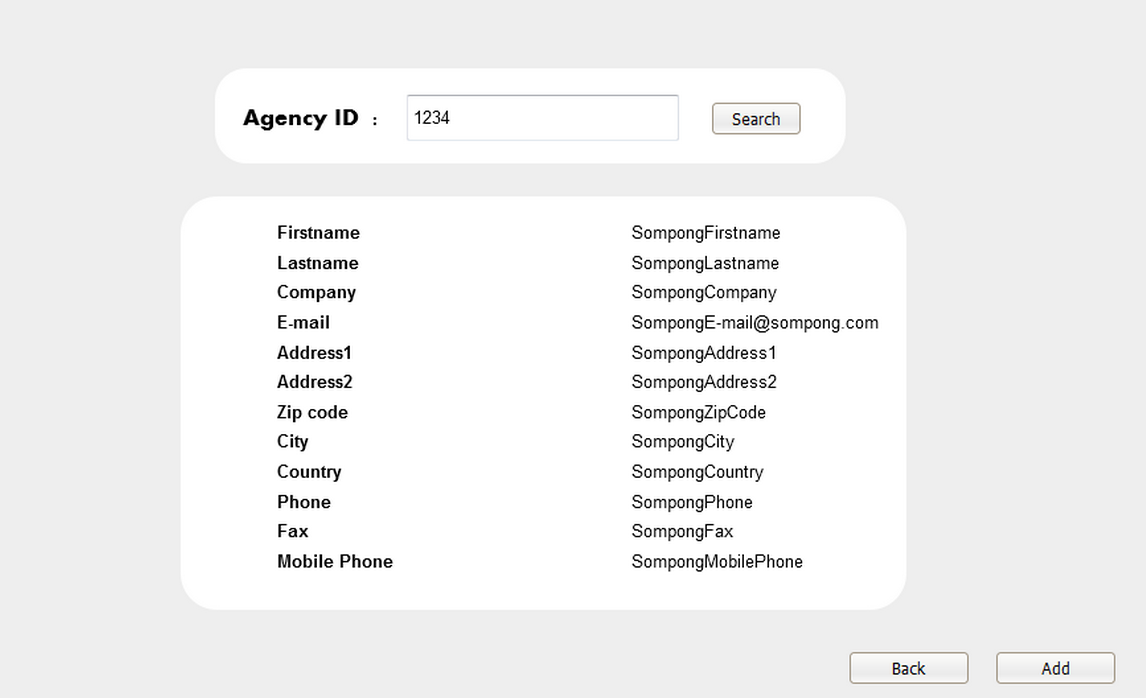 Agency ID : 1234 Search
Firstname SompongFirstname
Lastname SompongLastname
Company SompongCompany
E-mail SompongE-mail@sompong.com
Address1 SompongAddress1
Address2 SompongAddress2
Zip code SompongZipCode
City SompongCity
Country SompongCountry
Phone SompongPhone
Fax SompongFax
Mobile Phone SompongMobilePhone
Back Add